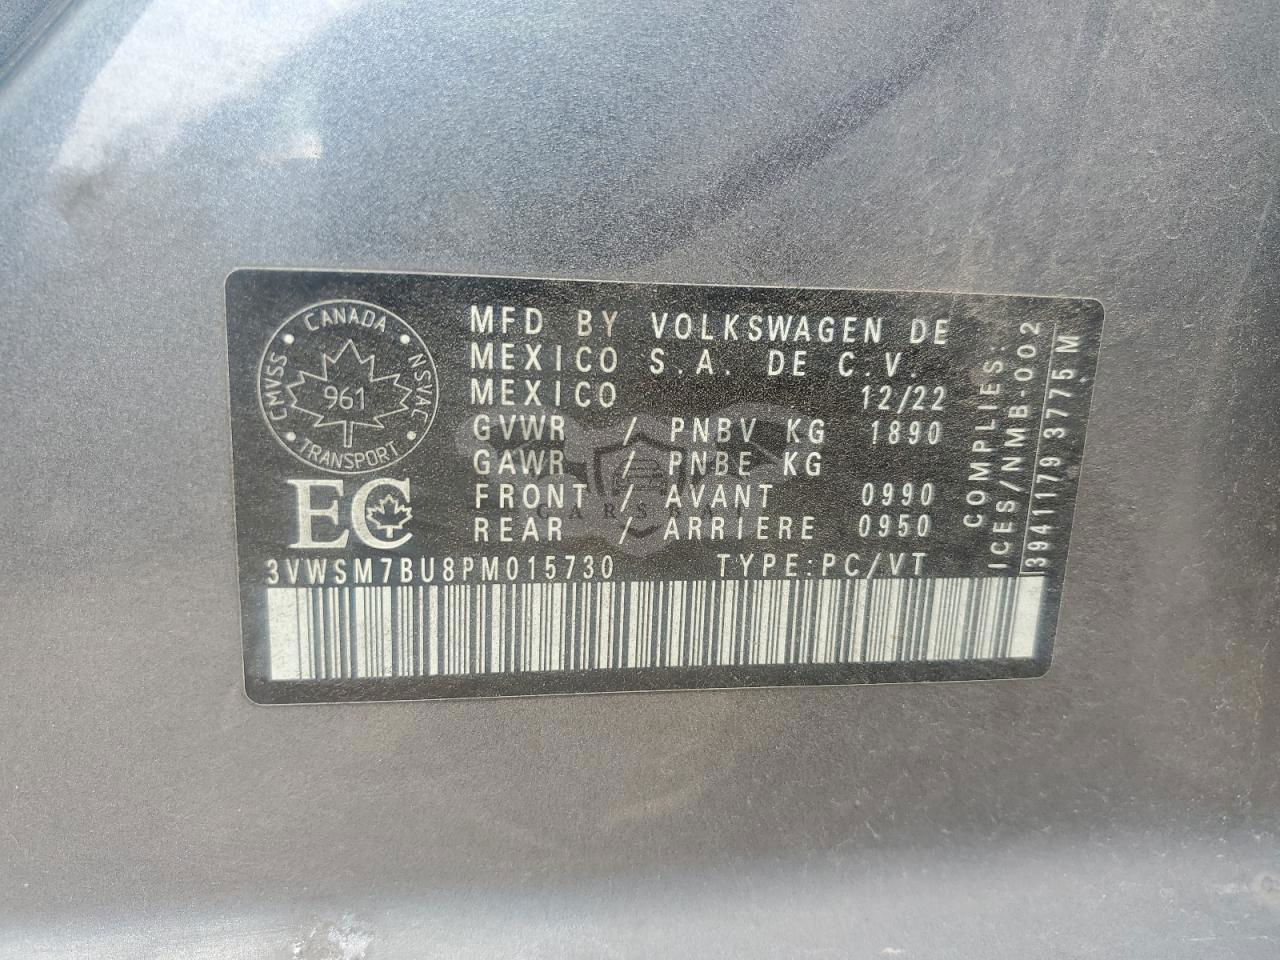 CANADA
CMVSS
NSVAC
961
TRANSPORT
EC
MFD BY VOLKSWAGEN DE
MEXICO S.A. DE C.V.
MEXICO 12/22
GVWR / PNBV KG 1890
GAWR / PNBE KG
FRONT / AVANT 0990
REAR / ARRIERE 0950
3VWSM7BU8PM015730 TYPE:PC/VT
COMPLIES:
ICES/NMB-002
3941179 3775 M